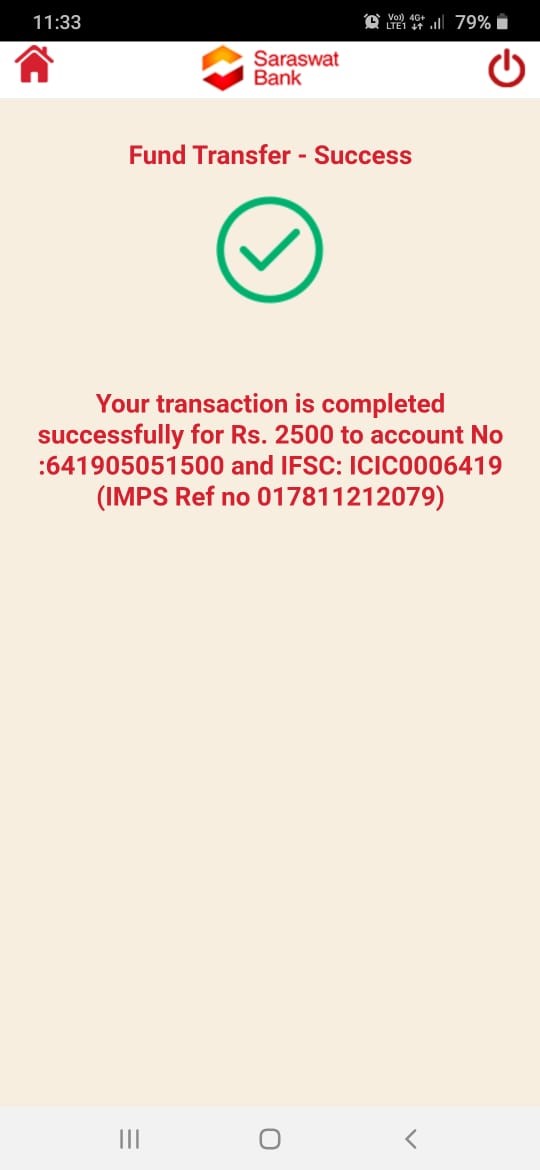 11:33
Vo)) 4G+
LTE1
79%
Saraswat
Bank
Fund Transfer - Success
Your transaction is completed
successfully for Rs. 2500 to account No
:641905051500 and IFSC: ICIC0006419
(IMPS Ref no 017811212079)